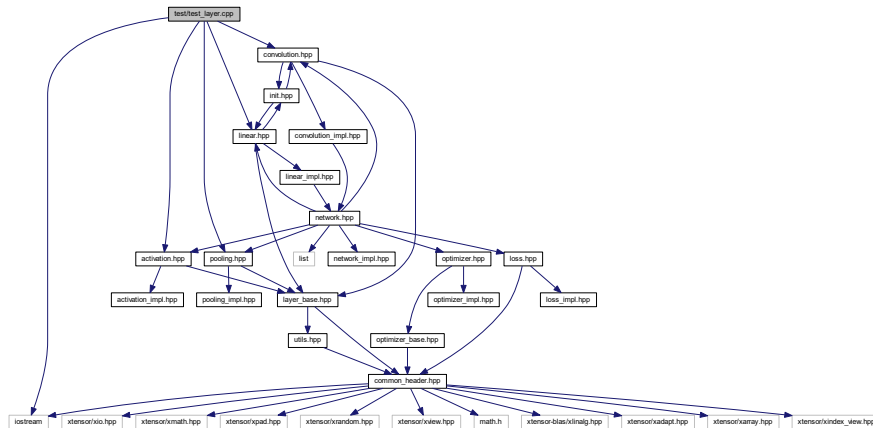 test/test_layer.cpp
convolution.hpp
init.hpp
linear.hpp
convolution_impl.hpp
linear_impl.hpp
network.hpp
activation.hpp
pooling.hpp
list
network_impl.hpp
optimizer.hpp
loss.hpp
activation_impl.hpp
pooling_impl.hpp
layer_base.hpp
optimizer_impl.hpp
loss_impl.hpp
utils.hpp
optimizer_base.hpp
common_header.hpp
iostream
xtensor/xio.hpp
xtensor/xmath.hpp
xtensor/xpad.hpp
xtensor/xrandom.hpp
xtensor/xview.hpp
math.h
xtensor-blas/xlinalg.hpp
xtensor/xadapt.hpp
xtensor/xarray.hpp
xtensor/xindex_view.hpp